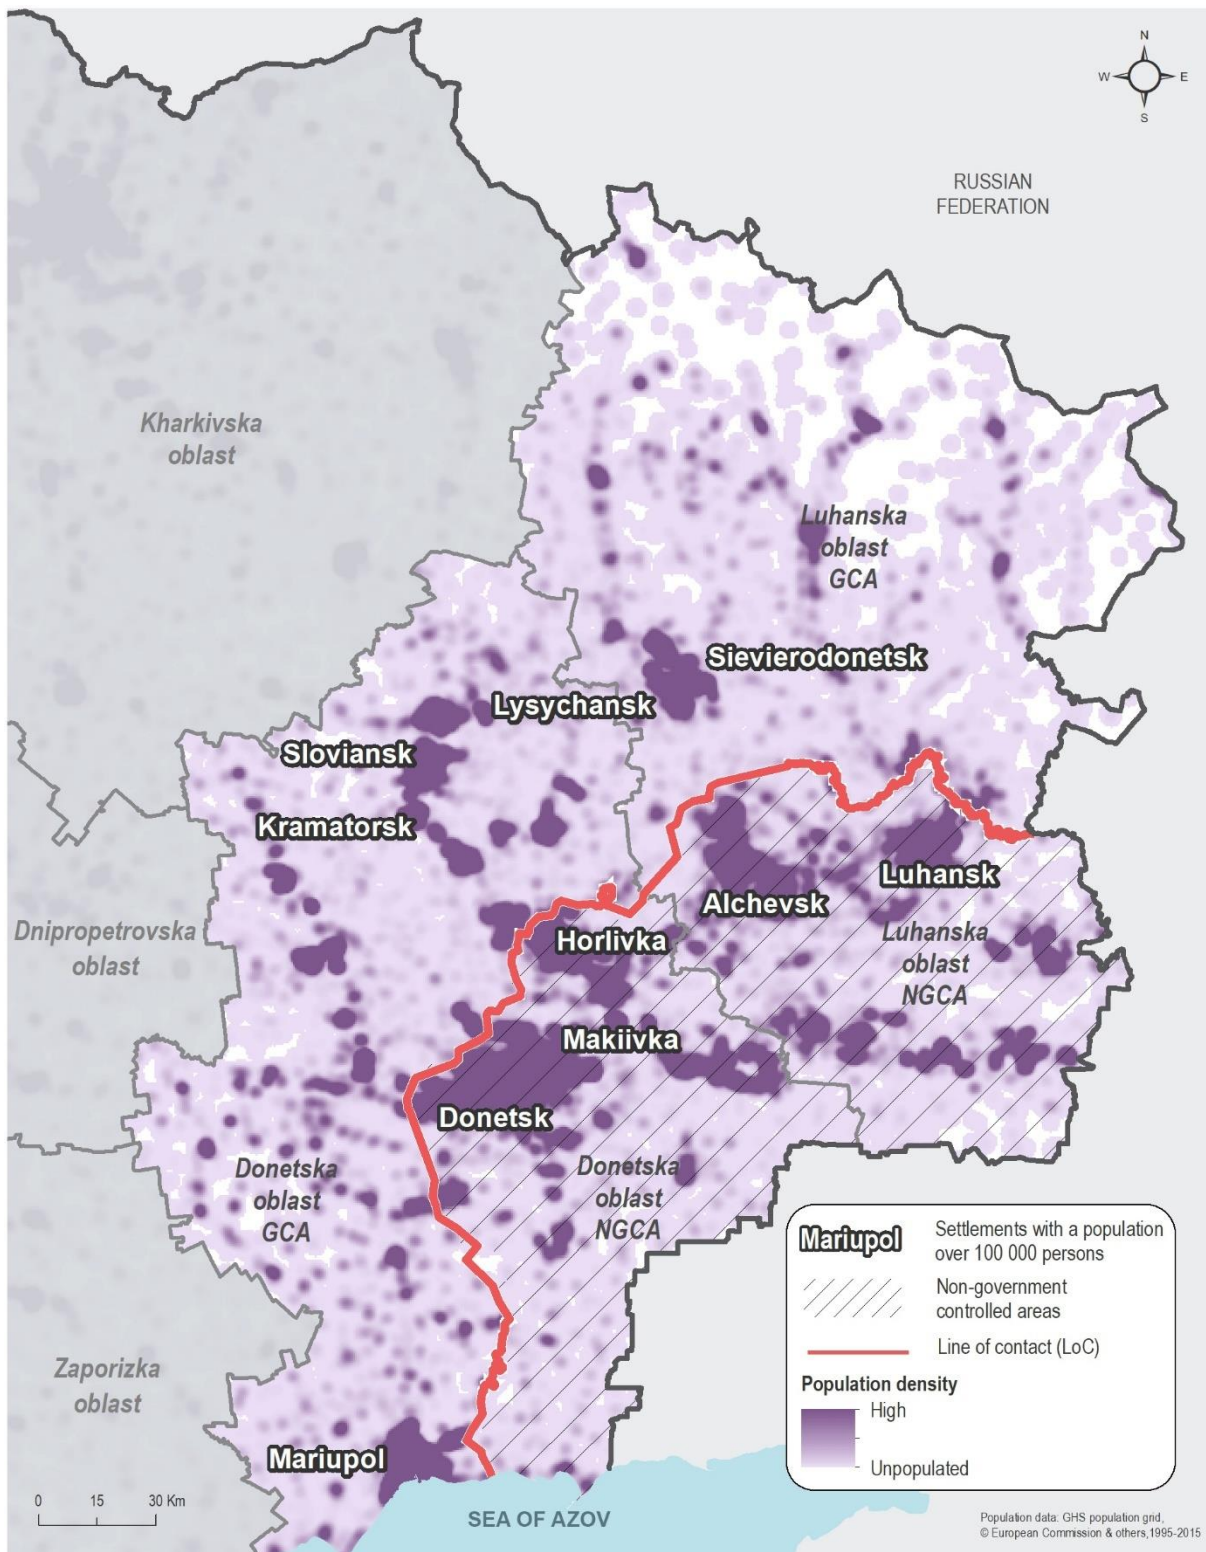 N
W
E
S
RUSSIAN
FEDERATION
Kharkivska
oblast
Luhanska
oblast
GCA
Sievierodonetsk
Lysychansk
Sloviansk
Kramatorsk
Luhansk
Alchevsk
Dnipropetrovska
oblast
Horlivka
Luhanska
oblast
NGCA
Makiivka
Donetsk
Donetska
oblast
GCA
Donetska
oblast
NGCA
Zaporizka
oblast
Mariupol
SEA OF AZOV
0 15 30 Km
Mariupol
Settlements with a population
over 100 000 persons
Non-government
controlled areas
Line of contact (LoC)
Population density
High
Unpopulated
Population data: GHS population grid,
© European Commission & others,1995-2015